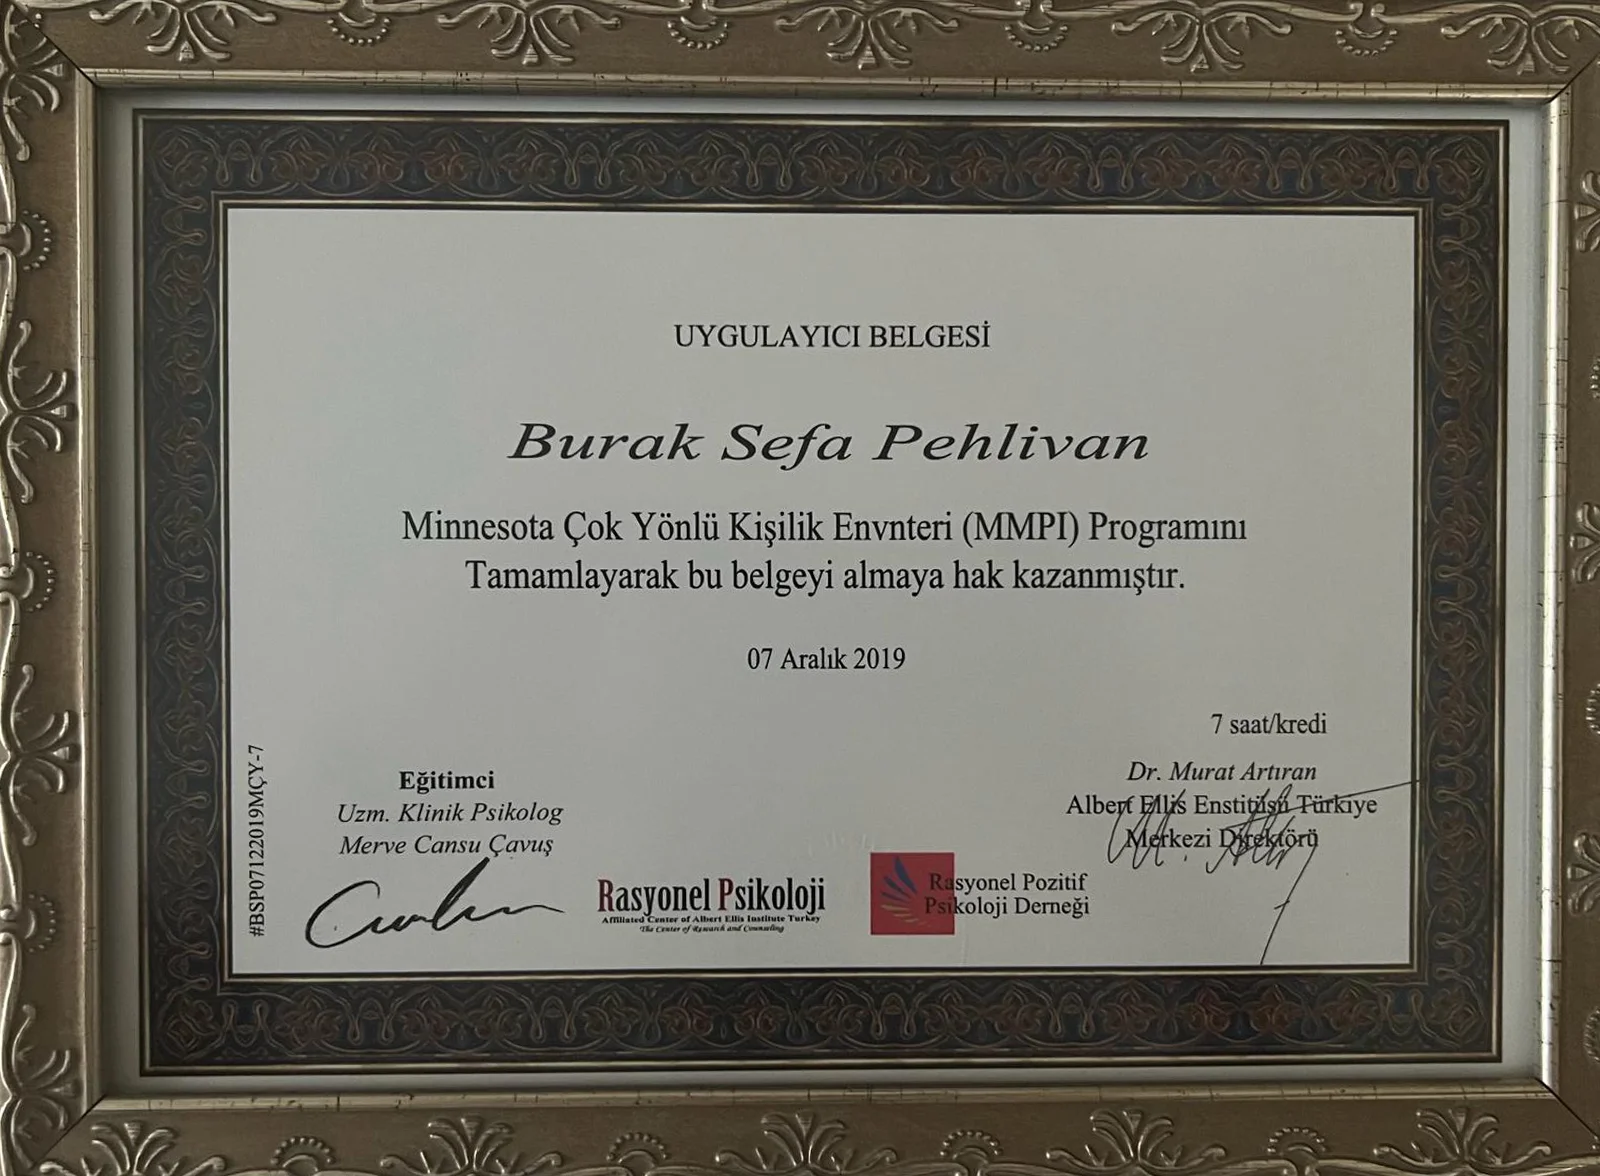 UYGULAYICI BELGESİ
Burak Sefa Pehlivan
Minnesota Çok Yönlü Kişilik Envnteri (MMPI) Programını
Tamamlayarak bu belgeyi almaya hak kazanmıştır.
07 Aralık 2019
7 saat/kredi
#BSP07122019MÇY-7
Eğitimci
Uzm. Klinik Psikolog
Merve Cansu Çavuş
Dr. Murat Artıran
Albert Ellis Enstitüsü Türkiye
Merkezi Direktörü
Rasyonel Psikoloji
Affiliated Center of Albert Ellis Institute Turkey
The Center of Research and Counseling
Rasyonel Pozitif
Psikoloji Derneği